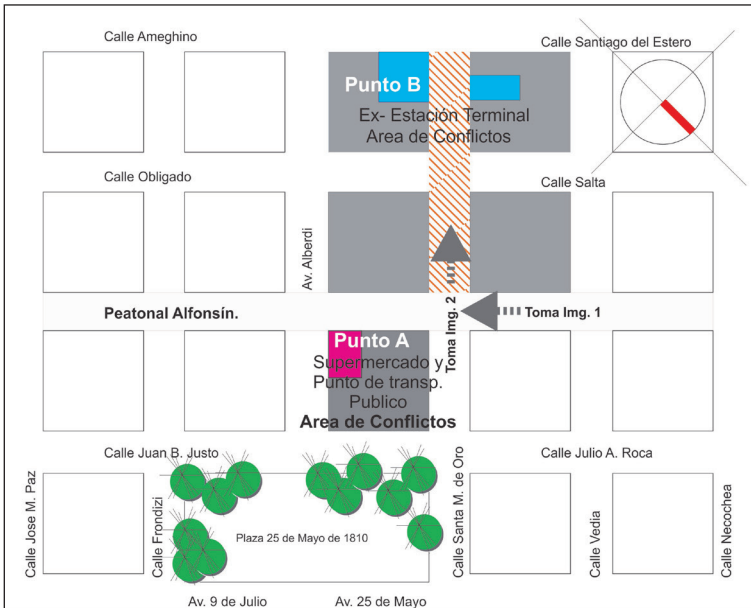 Calle Ameghino
Calle Santiago del Estero
Punto B
Ex- Estación Terminal
Area de Conflictos
Calle Obligado
Calle Salta
Av. Alberdi
Peatonal Alfonsín.
Toma Img. 2
Toma Img. 1
Punto A
Supermercado y
Punto de transp.
Publico
Area de Conflictos
Calle Juan B. Justo
Calle Julio A. Roca
Calle Jose M. Paz
Calle Frondizi
Plaza 25 de Mayo de 1810
Calle Santa M. de Oro
Calle Vedia
Calle Necochea
Av. 9 de Julio
Av. 25 de Mayo